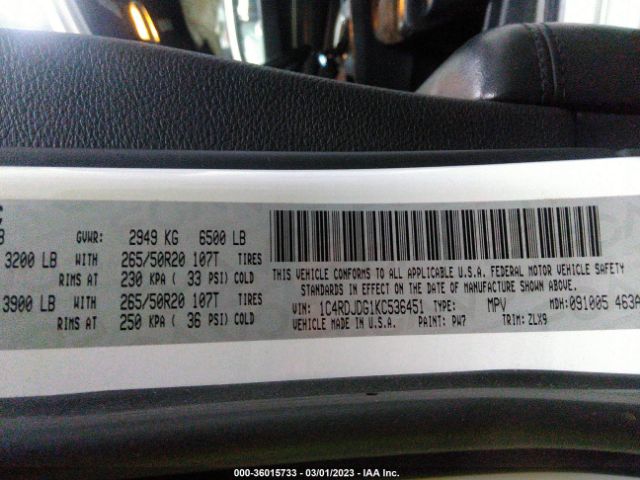 GVWR: 2949 KG 6500 LB
3200 LB WITH 265/50R20 107T TIRES
RIMS AT 230 KPA ( 33 PSI) COLD
3900 LB WITH 265/50R20 107T TIRES
RIMS AT 250 KPA ( 36 PSI) COLD
THIS VEHICLE CONFORMS TO ALL APPLICABLE U.S.A. FEDERAL MOTOR VEHICLE SAFETY
STANDARDS IN EFFECT ON THE DATE OF MANUFACTURE SHOWN ABOVE.
VIN: 1C4RDJDG1KC536451 TYPE: MPV MDH: 091005 463A
VEHICLE MADE IN U.S.A. PAINT: PW7 TRIM: ZLX9
000-36015733 - 03/01/2023 - IAA Inc.